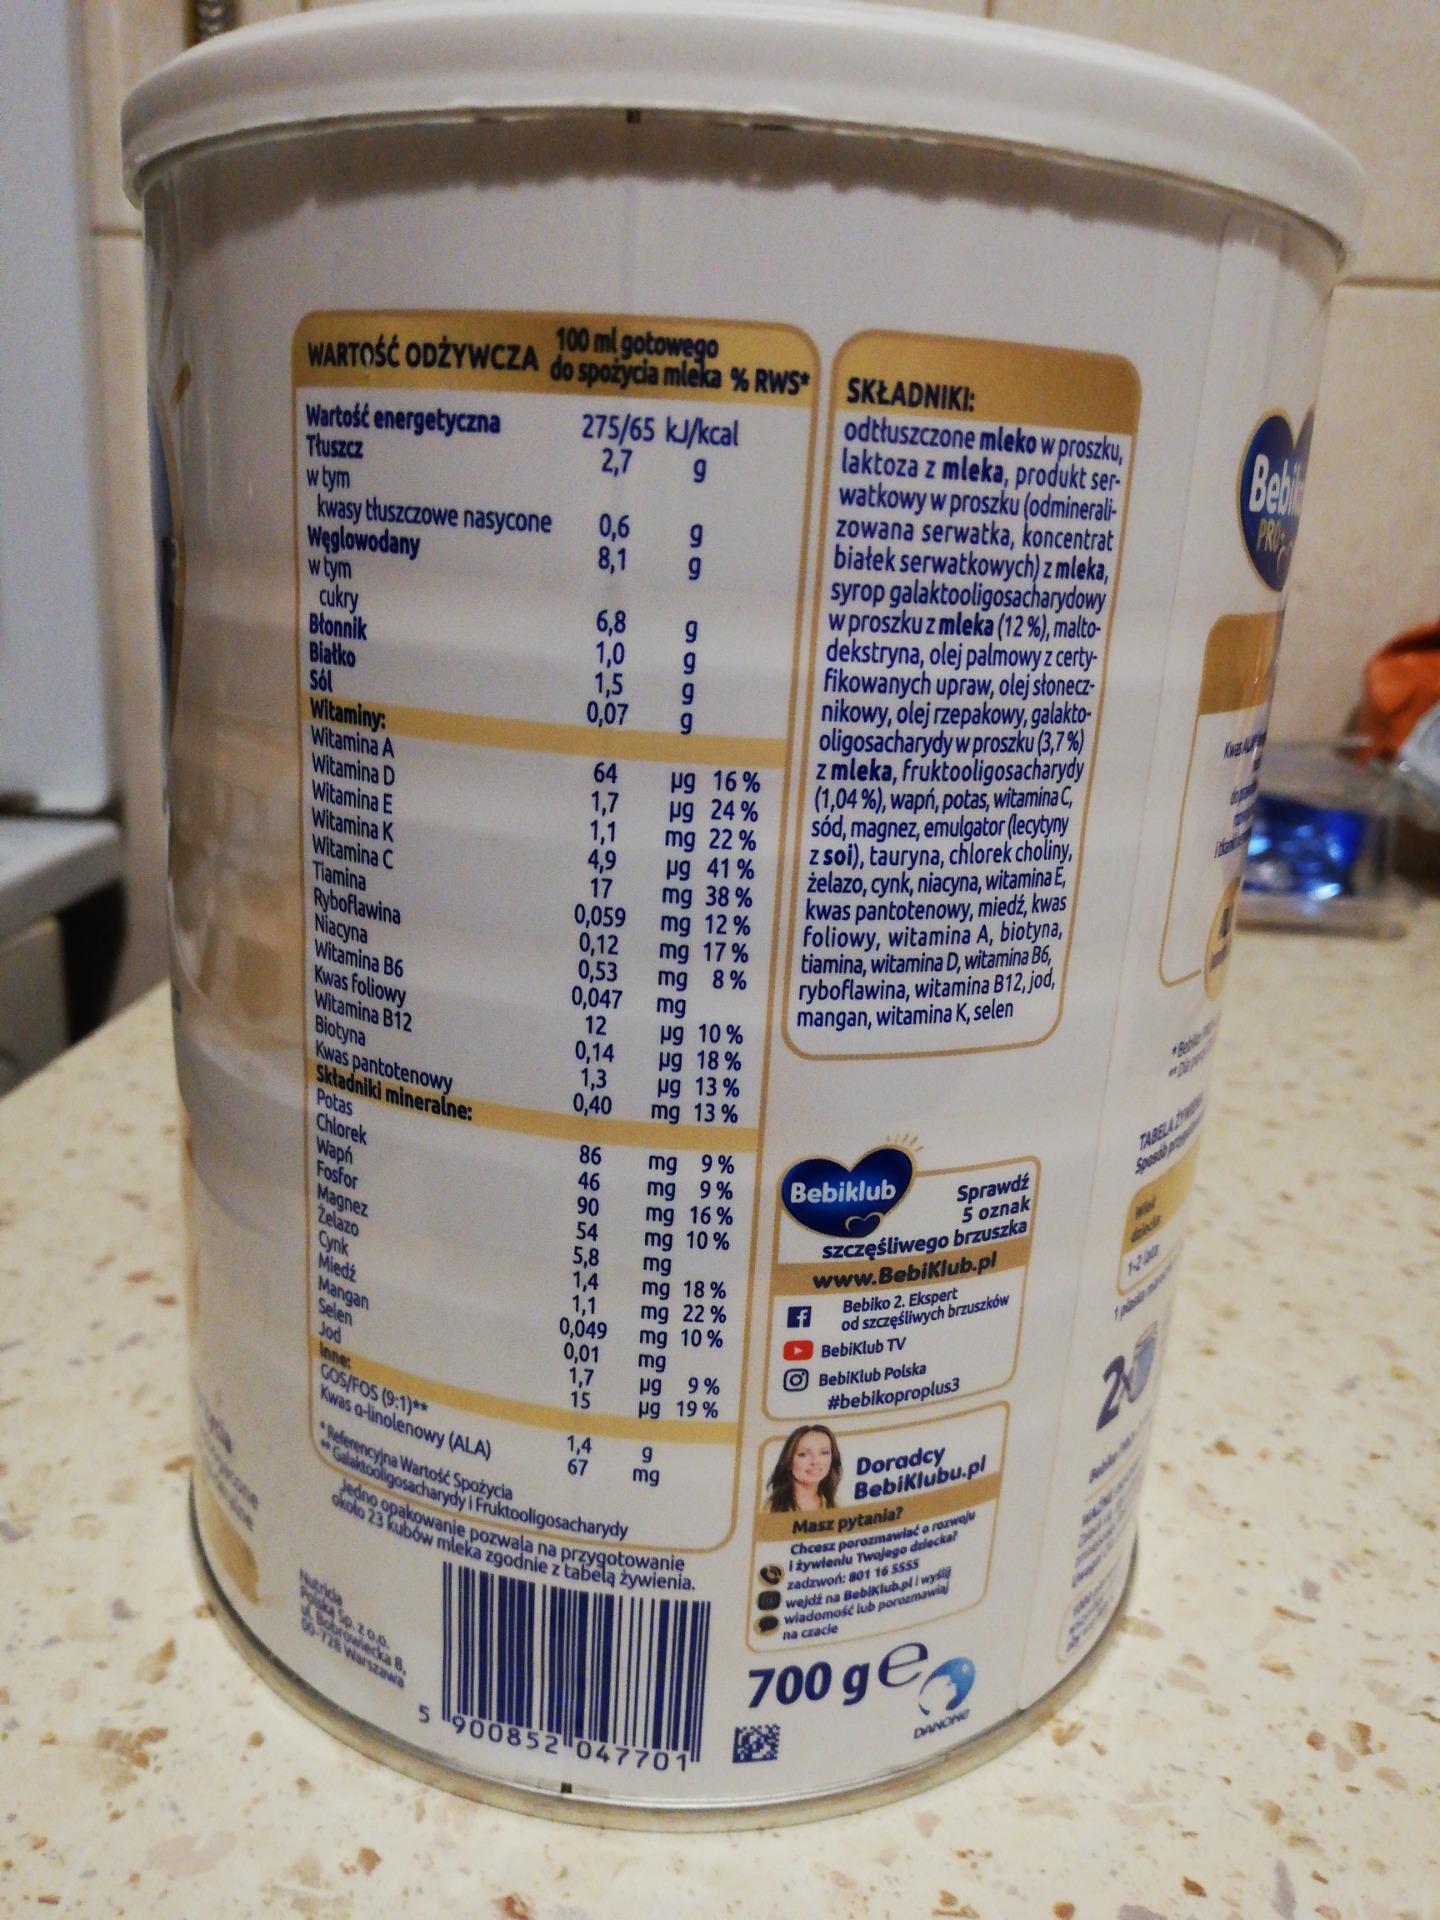 WARTOŚĆ ODŻYWCZA 100 ml gotowego do spożycia mleka % RWS*
Wartość energetyczna 275/65 kJ/kcal
Tłuszcz 2,7 g
w tym
kwasy tłuszczowe nasycone 0,6 g
Węglowodany 8,1 g
w tym
cukry 6,8 g
Błonnik 1,0 g
Białko 1,5 g
Sól 0,07 g
Witaminy:
Witamina A 64 µg 16 %
Witamina D 1,7 µg 24 %
Witamina E 1,1 mg 22 %
Witamina K 4,9 µg 41 %
Witamina C 17 mg 38 %
Tiamina 0,059 mg 12 %
Ryboflawina 0,12 mg 17 %
Niacyna 0,53 mg 8 %
Witamina B6 0,047 mg
Kwas foliowy 12 µg 10 %
Witamina B12 0,14 µg 18 %
Biotyna 1,3 µg 13 %
Kwas pantotenowy 0,40 mg 13 %
Składniki mineralne:
Potas 86 mg 9 %
Chlorek 46 mg 9 %
Wapń 90 mg 16 %
Fosfor 54 mg 10 %
Magnez 5,8 mg
Żelazo 1,4 mg 18 %
Cynk 1,1 mg 22 %
Miedź 0,049 mg 10 %
Mangan 0,01 mg
Selen 1,7 µg 9 %
Jod 15 µg 19 %
Inne:
GOS/FOS (9:1)** 1,4 g
Kwas α-linolenowy (ALA) 67 mg
* Referencyjna Wartość Spożycia
** Galaktooligosacharydy i Fruktooligosacharydy
Jedno opakowanie pozwala na przygotowanie
około 23 kubów mleka zgodnie z tabelą żywienia.
Nutricia
Polska Sp. z o.o.
ul. Bobrowiecka 8,
00-728 Warszawa
5 900852 047701
SKŁADNIKI:
odtłuszczone mleko w proszku,
laktoza z mleka, produkt ser-
watkowy w proszku (odminerali-
zowana serwatka, koncentrat
białek serwatkowych) z mleka,
syrop galaktooligosacharydowy
w proszku z mleka (12 %), malto-
dekstryna, olej palmowy z certy-
fikowanych upraw, olej słonecz-
nikowy, olej rzepakowy, galakto-
oligosacharydy w proszku (3,7 %)
z mleka, fruktooligosacharydy
(1,04 %), wapń, potas, witamina C,
sód, magnez, emulgator (lecytyny
z soi), tauryna, chlorek choliny,
żelazo, cynk, niacyna, witamina E,
kwas pantotenowy, miedź, kwas
foliowy, witamina A, biotyna,
tiamina, witamina D, witamina B6,
ryboflawina, witamina B12, jod,
mangan, witamina K, selen
Bebiklub
Sprawdź
5 oznak
szczęśliwego brzuszka
www.BebiKlub.pl
Bebiko 2. Ekspert
od szczęśliwych brzuszków
BebiKlub TV
BebiKlub Polska
#bebikoproplus3
Doradcy
BebiKlubu.pl
Masz pytania?
Chcesz porozmawiać o rozwoju
i żywieniu Twojego dziecka?
zadzwoń: 801 16 5555
wejdź na BebiKlub.pl i wyślij
wiadomość lub porozmawiaj
na czacie
700 g e
DANONE
PRO
TABELA
Sposób
Wiek
dziecka
1-2 lata
2x